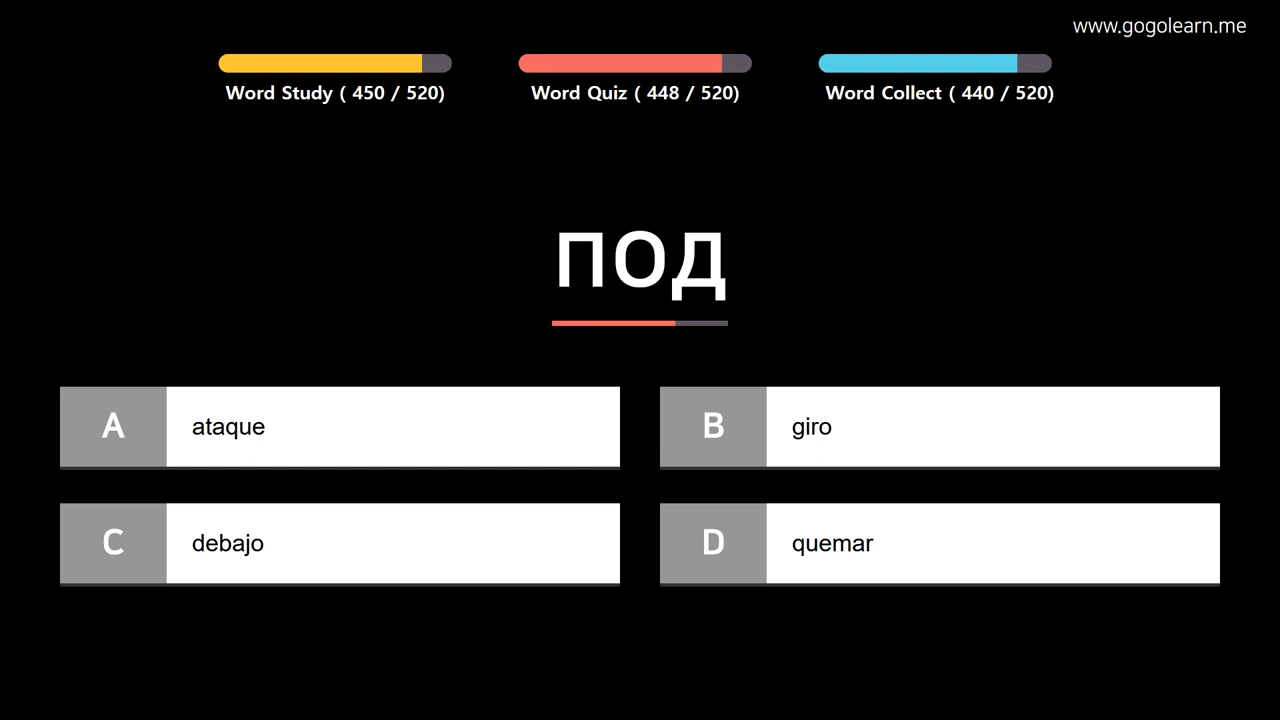 www.gogolearn.me
Word Study ( 450 / 520)
Word Quiz ( 448 / 520)
Word Collect ( 440 / 520)
под
A ataque
B giro
C debajo
D quemar